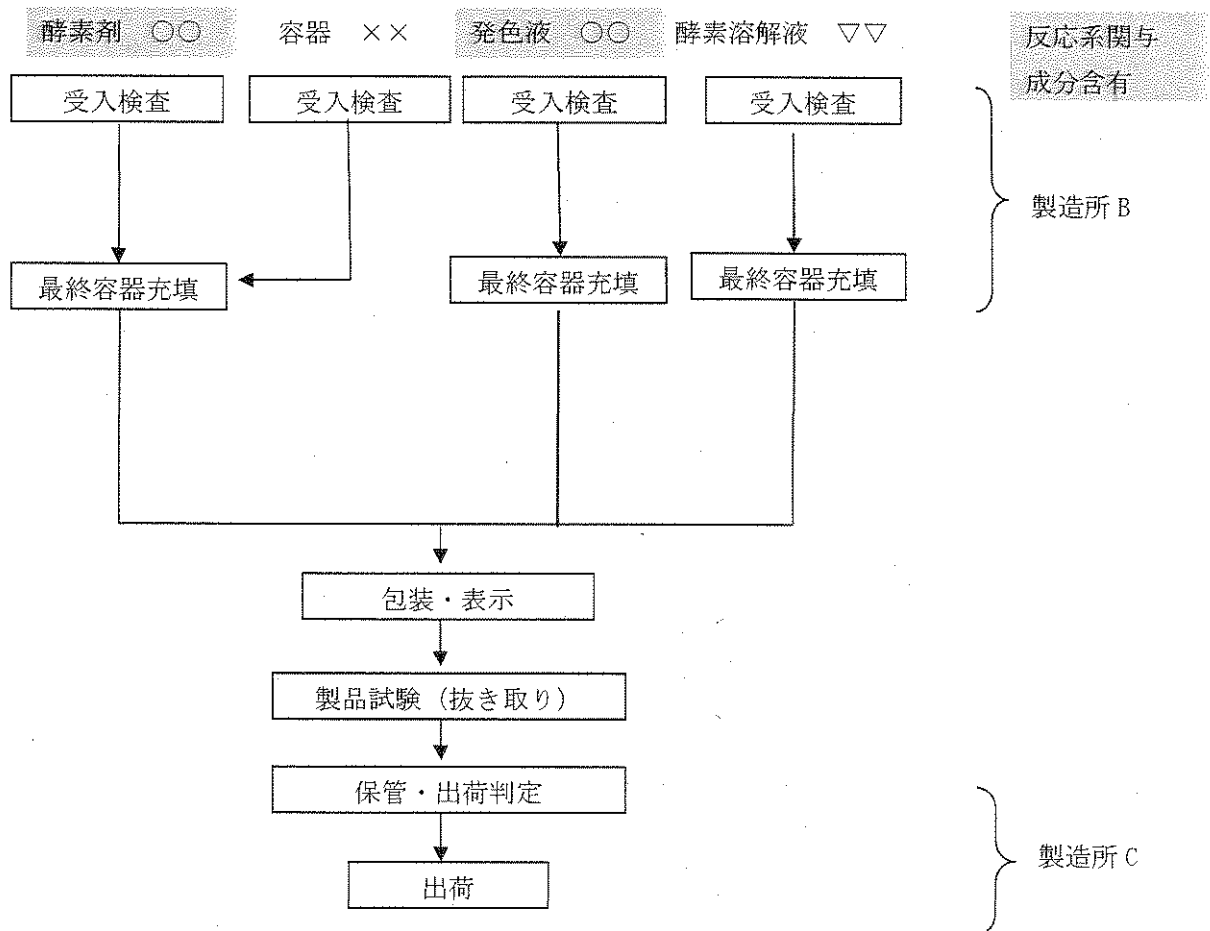 酵素剤 ○○
容器 ××
発色液 ○○
酵素溶解液 ▽▽
反応系関与
成分含有
受入検査
受入検査
受入検査
受入検査
製造所 B
最終容器充填
最終容器充填
最終容器充填
包装・表示
製品試験（抜き取り）
保管・出荷判定
製造所 C
出荷